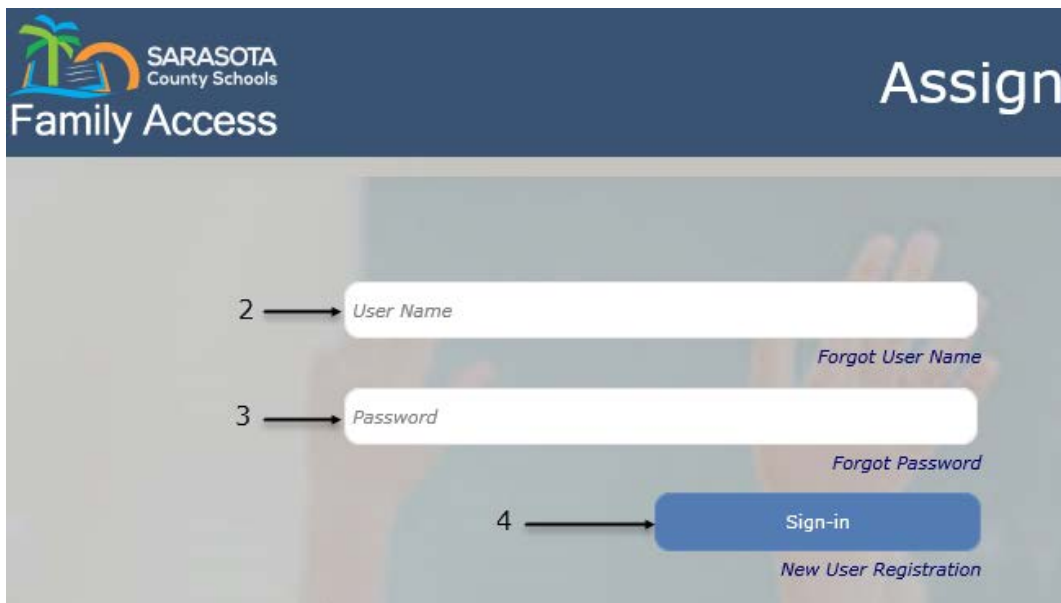 SARASOTA
County Schools
Family Access
Assign
2
User Name
Forgot User Name
3
Password
Forgot Password
4
Sign-in
New User Registration